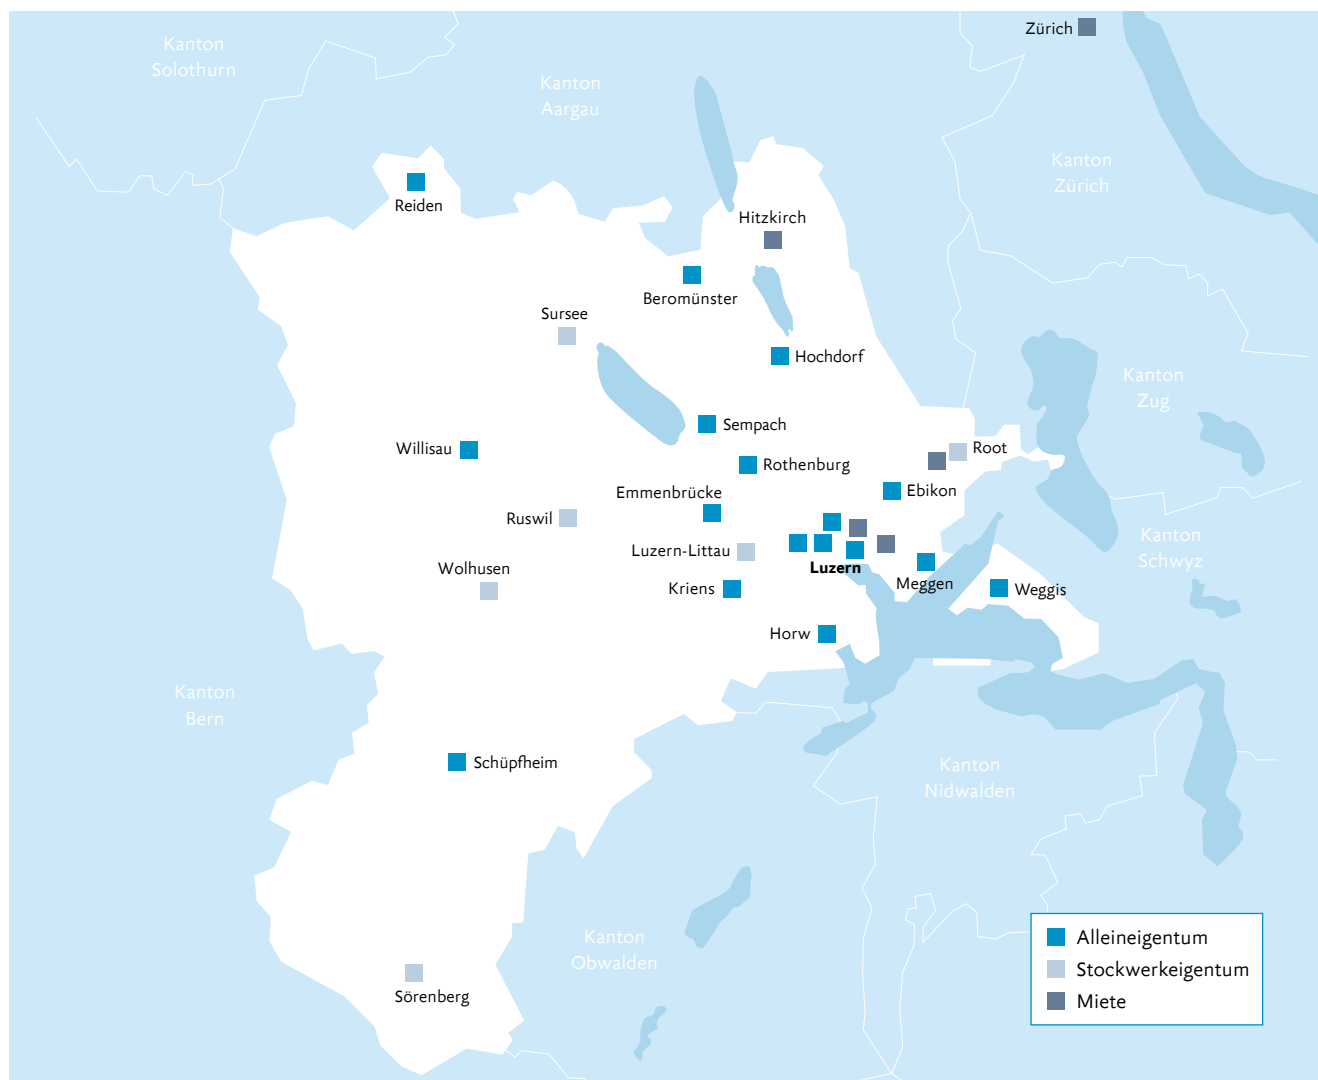 Zürich
Kanton
Solothurn
Kanton
Aargau
Kanton
Zürich
Reiden
Hitzkirch
Beromünster
Sursee
Hochdorf
Kanton
Zug
Sempach
Willisau
Root
Rothenburg
Emmenbrücke
Ebikon
Ruswil
Luzern-Littau
Kanton
Schwyz
Wolhusen
Luzern
Meggen
Kriens
Weggis
Horw
Kanton
Bern
Schüpfheim
Kanton
Nidwalden
Kanton
Obwalden
Sörenberg
Alleineigentum
Stockwerkeigentum
Miete